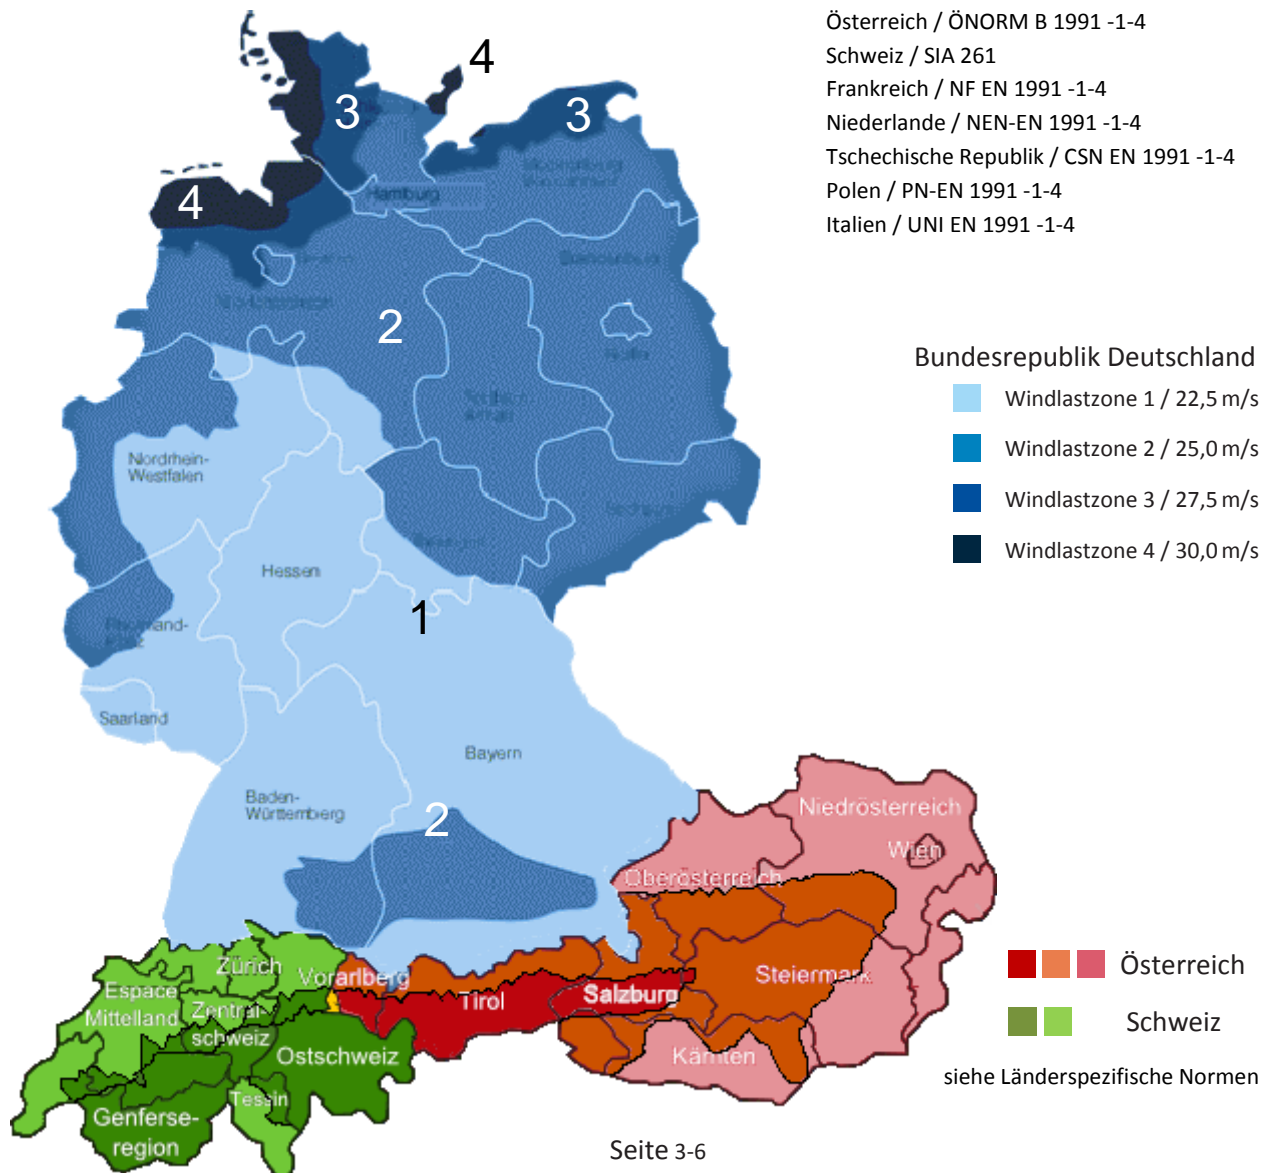 Österreich / ÖNORM B 1991 -1-4
Schweiz / SIA 261
Frankreich / NF EN 1991 -1-4
Niederlande / NEN-EN 1991 -1-4
Tschechische Republik / CSN EN 1991 -1-4
Polen / PN-EN 1991 -1-4
Italien / UNI EN 1991 -1-4
4
3
3
4
Hamburg
2
Bundesrepublik Deutschland
Windlastzone 1 / 22,5 m/s
Windlastzone 2 / 25,0 m/s
Windlastzone 3 / 27,5 m/s
Windlastzone 4 / 30,0 m/s
Nordrhein-
Westfalen
Hessen
1
Saarland
Bayern
Baden-
Württemberg
2
Niedrösterreich
Wien
Oberösterreich
Zürich
Vorarlberg
Espace
Mittelland
Zentral-
schweiz
Tirol
Salzburg
Steiermark
Ostschweiz
Kärnten
Tessin
Genferse-
region
Österreich
Schweiz
siehe Länderspezifische Normen
Seite 3-6